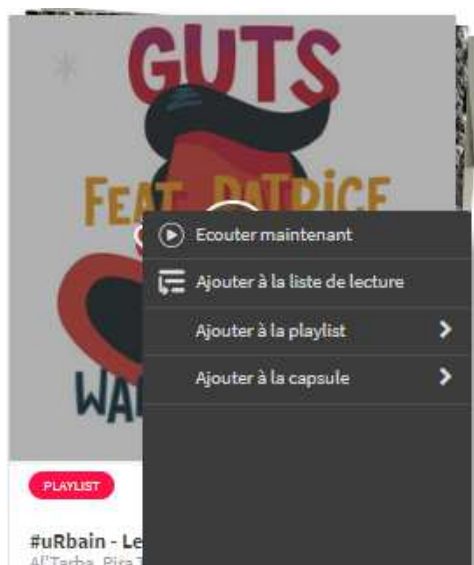 GUTS
FEAT PATRICE
Ecouter maintenant
Ajouter à la liste de lecture
Ajouter à la playlist
Ajouter à la capsule
WA
PLAYLIST
#uRbain - Le
Al'Tarba, Pira